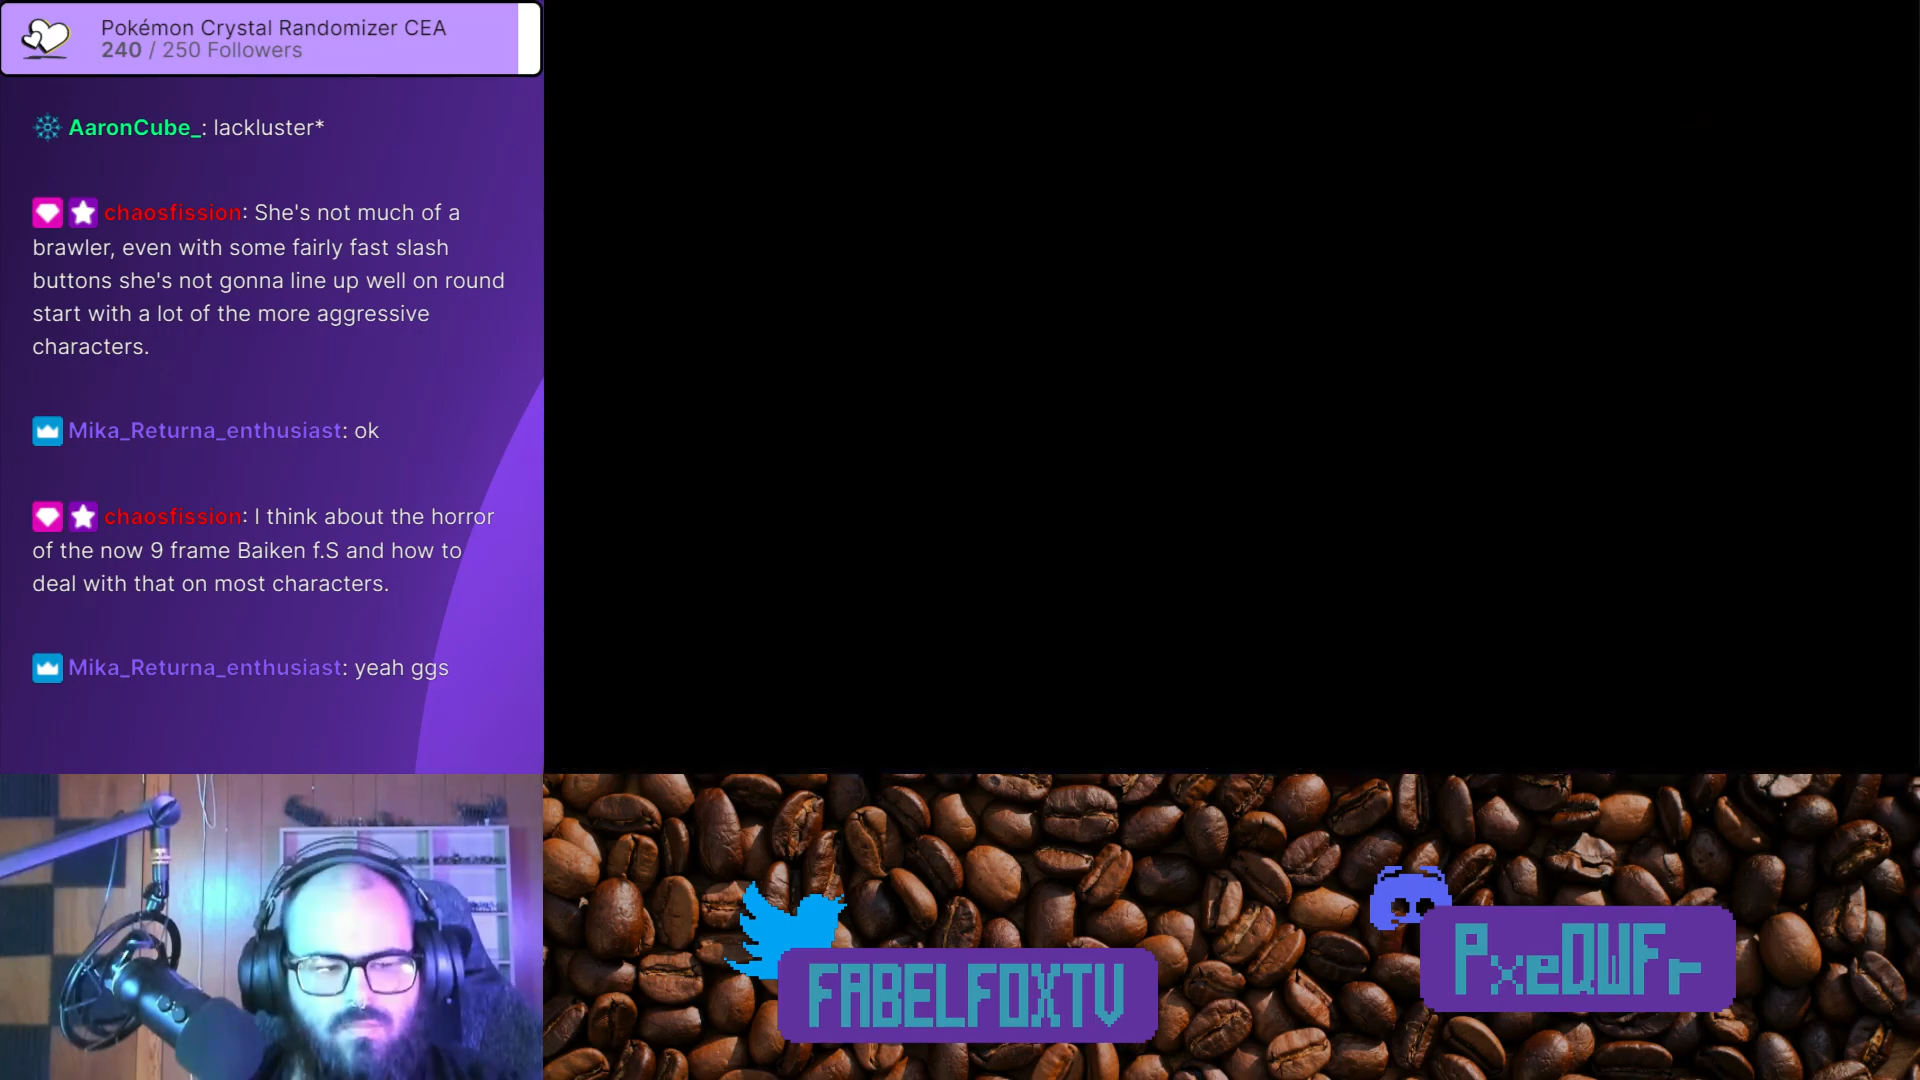 Pokémon Crystal Randomizer CEA
240 / 250 Followers
AaronCube_: lackluster*
chaosfission: She's not much of a
brawler, even with some fairly fast slash
buttons she's not gonna line up well on round
start with a lot of the more aggressive
characters.
Mika_Returna_enthusiast: ok
chaosfission: I think about the horror
of the now 9 frame Baiken f.S and how to
deal with that on most characters.
Mika_Returna_enthusiast: yeah ggs
FABELFOXTV
PxeQWFr